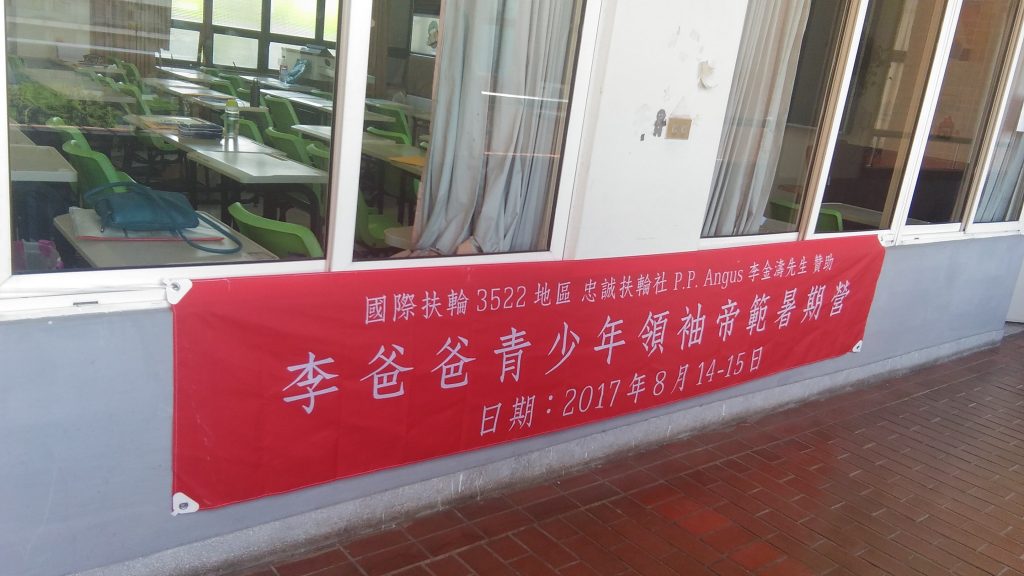 國際扶輪 3522 地區 忠誠扶輪社 P.P. Angus 李金濤先生 贊助
李爸爸青少年領袖帝範暑期營
日期：2017 年 8 月 14-15 日